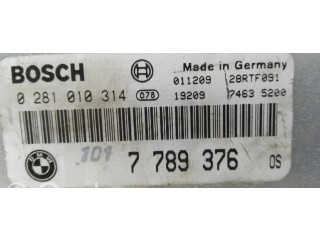 BOSCH
Made in Germany
011209 28RTF091
0 281 010 314 078 19209 7463 5200
BMW
101 7 789 376 OS